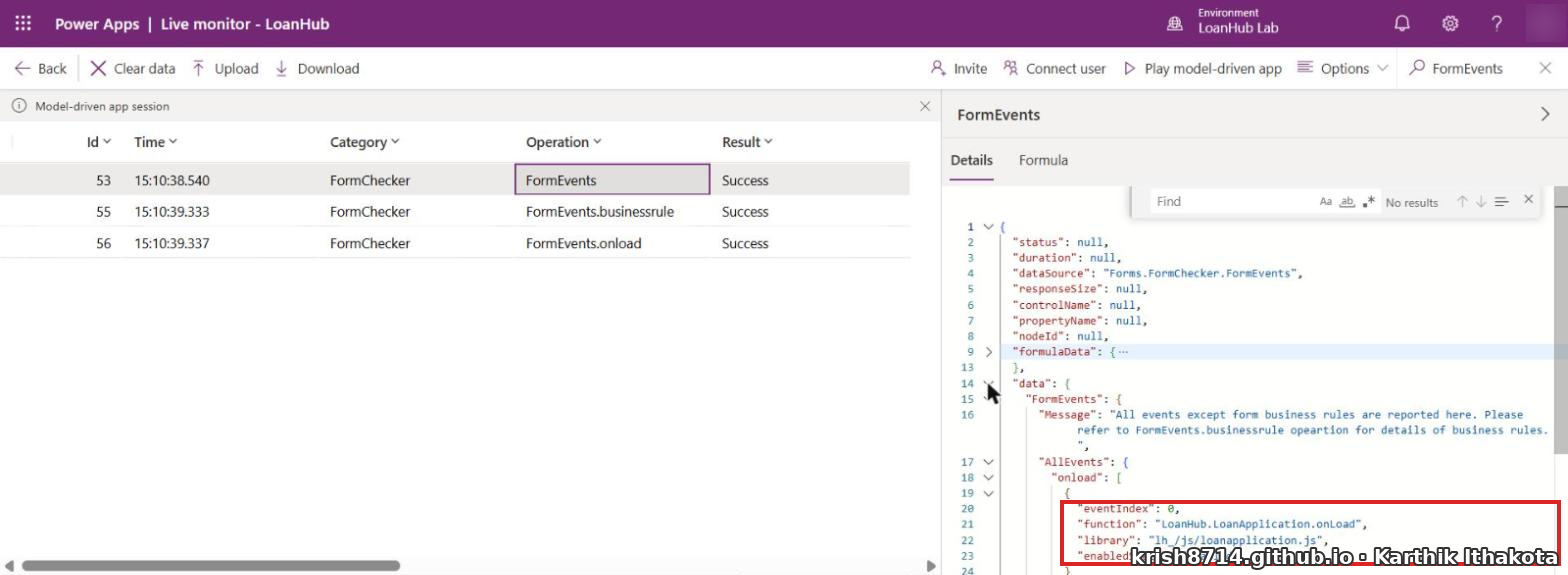 Power Apps | Live monitor - LoanHub
Environment
LoanHub Lab
?
Back
Clear data
Upload
Download
Invite
Connect user
Play model-driven app
Options
FormEvents
Model-driven app session
Id
Time
Category
Operation
Result
53 15:10:38.540 FormChecker FormEvents Success
55 15:10:39.333 FormChecker FormEvents.businessrule Success
56 15:10:39.337 FormChecker FormEvents.onload Success
FormEvents
Details
Formula
Find
Aa
ab
.*
No results
1 {
2 "status": null,
3 "duration": null,
4 "dataSource": "Forms.FormChecker.FormEvents",
5 "responseSize": null,
6 "controlName": null,
7 "propertyName": null,
8 "nodeId": null,
9 "formulaData": { ...
13 },
14 "data": {
15 "FormEvents": {
16 "Message": "All events except form business rules are reported here. Please
refer to FormEvents.businessrule opeartion for details of business rules.
",
17 "AllEvents": {
18 "onload": [
19 {
20 "eventIndex": 0,
21 "function": "LoanHub.LoanApplication.onLoad",
22 "library": "lh_/js/loanapplication.js",
23
24 }
krish8714.github.io · Karthik Ithakota